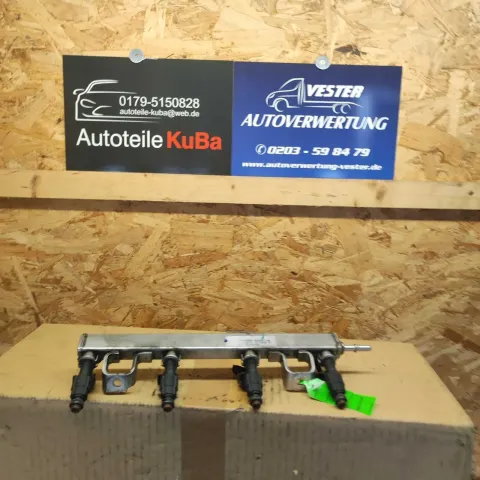 0179-5150828
autoteile-kuba@web.de
Autoteile KuBa
VESTER
AUTOVERWERTUNG
0203 - 59 84 79
www.autoverwertung-vester.de